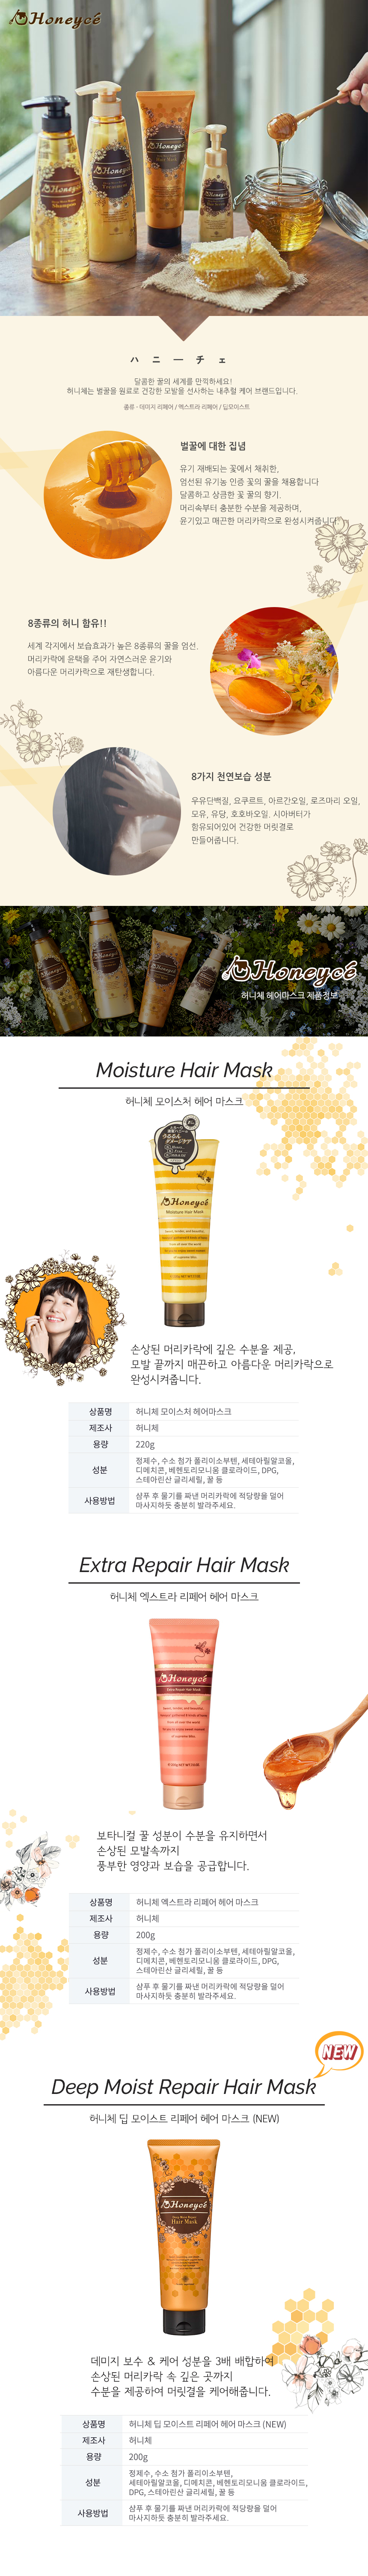 Honeycé
Honeycé
Honeycé
Honeycé
Honeycé
ハニーチェ
달콤한 꿀의 세계를 만끽하세요!
허니체는 벌꿀을 원료로 건강한 모발을 선사하는 내추럴 케어 브랜드입니다.
종류 - 데미지 리페어 / 엑스트라 리페어 / 딥모이스트
벌꿀에 대한 집념
유기 재배되는 꽃에서 채취한,
엄선된 유기농 인증 꽃의 꿀을 채용합니다
달콤하고 상큼한 꽃 꿀의 향기.
머리속부터 충분한 수분을 제공하며,
윤기있고 매끈한 머리카락으로 완성시켜줍니다.
8종류의 허니 함유!!
세계 각지에서 보습효과가 높은 8종류의 꿀을 엄선.
머리카락에 윤택을 주어 자연스러운 윤기와
아름다운 머리카락으로 재탄생합니다.
8가지 천연보습 성분
우유단백질, 요쿠르트, 아르간오일, 로즈마리 오일,
모유, 유당, 호호바오일. 시아버터가
함유되어있어 건강한 머릿결로
만들어줍니다.
Honeycé
허니체 헤어마스크 제품정보
Moisture Hair Mask
허니체 모이스처 헤어 마스크
Honeycé
Moisture Hair Mask
손상된 머리카락에 깊은 수분을 제공,
모발 끝까지 매끈하고 아름다운 머리카락으로
완성시켜줍니다.
상품명 허니체 모이스처 헤어마스크
제조사 허니체
용량 220g
성분 정제수, 수소 첨가 폴리이소부텐, 세테아릴알코올,
디메치콘, 베헨토리모니움 클로라이드, DPG,
스테아린산 글리세릴, 꿀 등
사용방법 샴푸 후 물기를 짜낸 머리카락에 적당량을 덜어
마사지하듯 충분히 발라주세요.
Extra Repair Hair Mask
허니체 엑스트라 리페어 헤어 마스크
Honeycé
Extra Repair Hair Mask
보타니컬 꿀 성분이 수분을 유지하면서
손상된 모발속까지
풍부한 영양과 보습을 공급합니다.
상품명 허니체 엑스트라 리페어 헤어 마스크
제조사 허니체
용량 200g
성분 정제수, 수소 첨가 폴리이소부텐, 세테아릴알코올,
디메치콘, 베헨토리모니움 클로라이드, DPG,
스테아린산 글리세릴, 꿀 등
사용방법 샴푸 후 물기를 짜낸 머리카락에 적당량을 덜어
마사지하듯 충분히 발라주세요.
NEW
Deep Moist Repair Hair Mask
허니체 딥 모이스트 리페어 헤어 마스크 (NEW)
Honeycé
Deep Moist Repair
Hair Mask
데미지 보수 & 케어 성분을 3배 배합하여
손상된 머리카락 속 깊은 곳까지
수분을 제공하여 머릿결을 케어해줍니다.
상품명 허니체 딥 모이스트 리페어 헤어 마스크 (NEW)
제조사 허니체
용량 200g
성분 정제수, 수소 첨가 폴리이소부텐,
세테아릴알코올, 디메치콘, 베헨토리모니움 클로라이드,
DPG, 스테아린산 글리세릴, 꿀 등
사용방법 샴푸 후 물기를 짜낸 머리카락에 적당량을 덜어
마사지하듯 충분히 발라주세요.